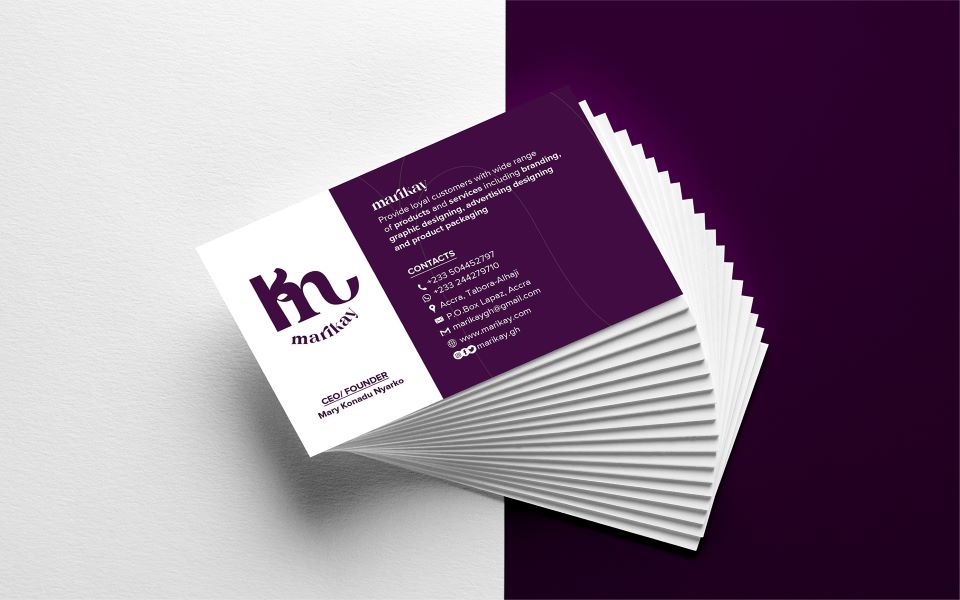 Kn
marikay
CEO/ FOUNDER
Mary Konadu Nyarko
marikay
Provide loyal customers with wide range
of products and services including branding,
graphic designing, advertising designing
and product packaging
CONTACTS
+233 504452797
+233 244279710
Accra, Tabora-Alhaji
P.O.Box Lapaz, Accra
marikaygh@gmail.com
www.marikay.com
marikay.gh